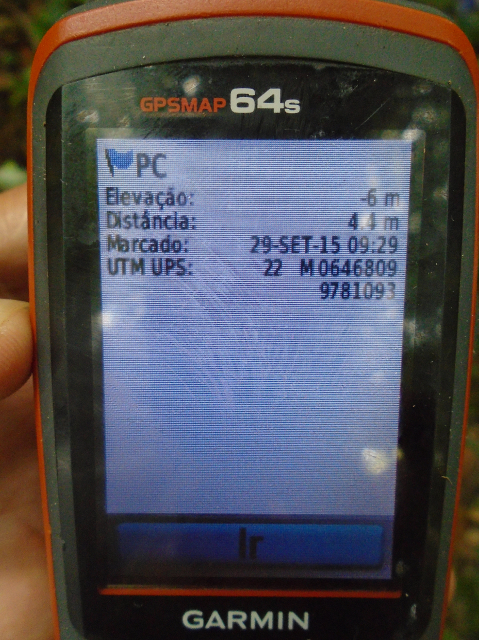 GPSMAP 64s
PC
Elevação: -6 m
Distância: 4.4 m
Marcado: 29-SET-15 09:29
UTM UPS: 22 M 0646809
9781093
Ir
GARMIN